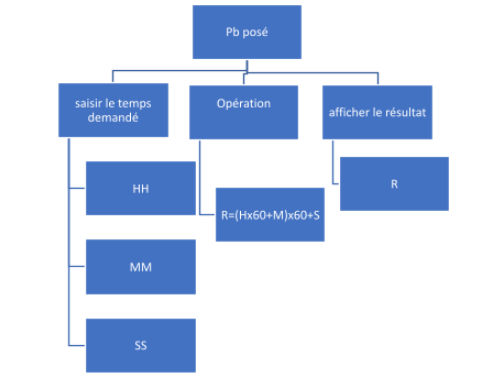 Pb posé
saisir le temps
demandé
Opération
afficher le résultat
HH
MM
SS
R=(Hx60+M)x60+S
R